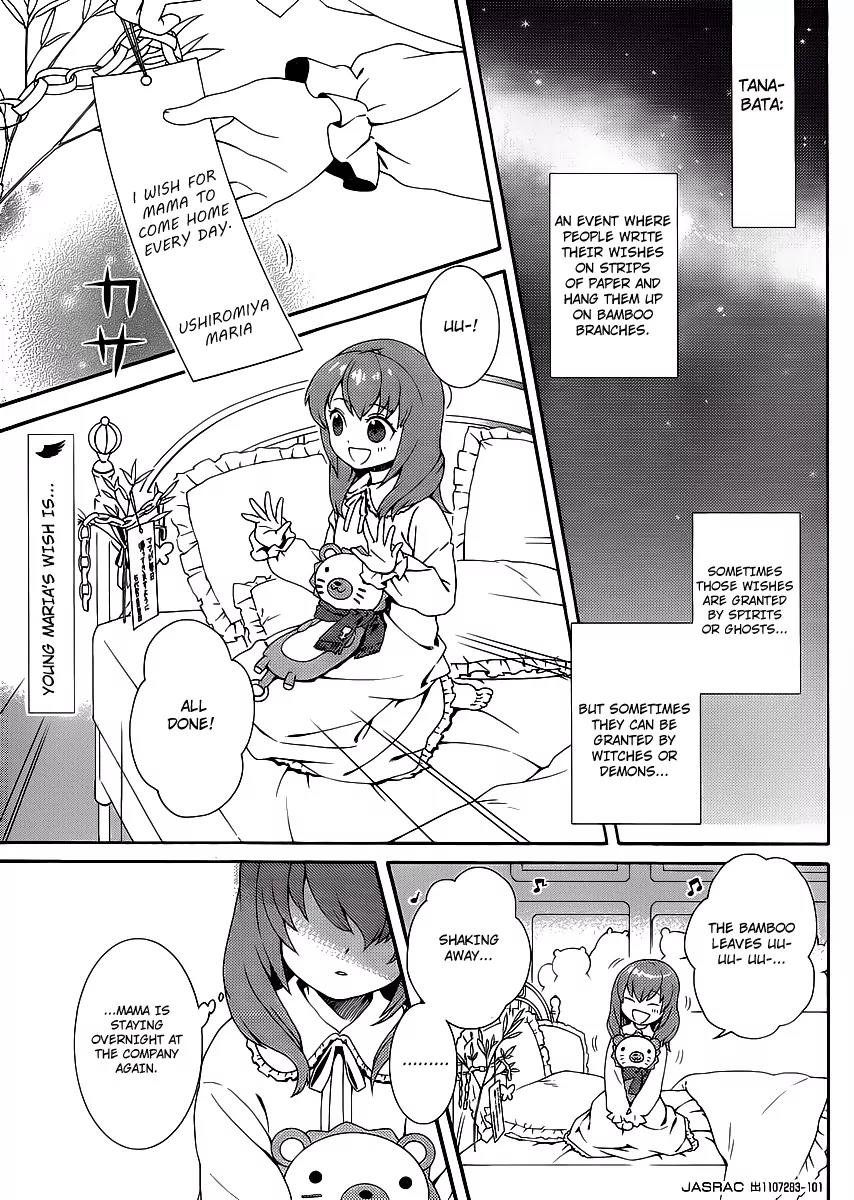 TANA-
BATA:
AN EVENT WHERE
PEOPLE WRITE
THEIR WISHES
ON STRIPS
OF PAPER AND
HANG THEM UP
ON BAMBOO
BRANCHES.
SOMETIMES
THOSE WISHES
ARE GRANTED
BY SPIRITS
OR GHOSTS...
BUT SOMETIMES
THEY CAN BE
GRANTED BY
WITCHES OR
DEMONS...
I WISH FOR
MAMA TO
COME HOME
EVERY DAY.
USHIROMIYA
MARIA
カサ
UU-!
ALL
DONE!
YOUNG MARIA'S WISH IS...
THE BAMBOO
LEAVES UU-
UU- UU-...
SHAKING
AWAY...
.........
...MAMA IS
STAYING
OVERNIGHT AT
THE COMPANY
AGAIN.
JASRAC 出1107283-101